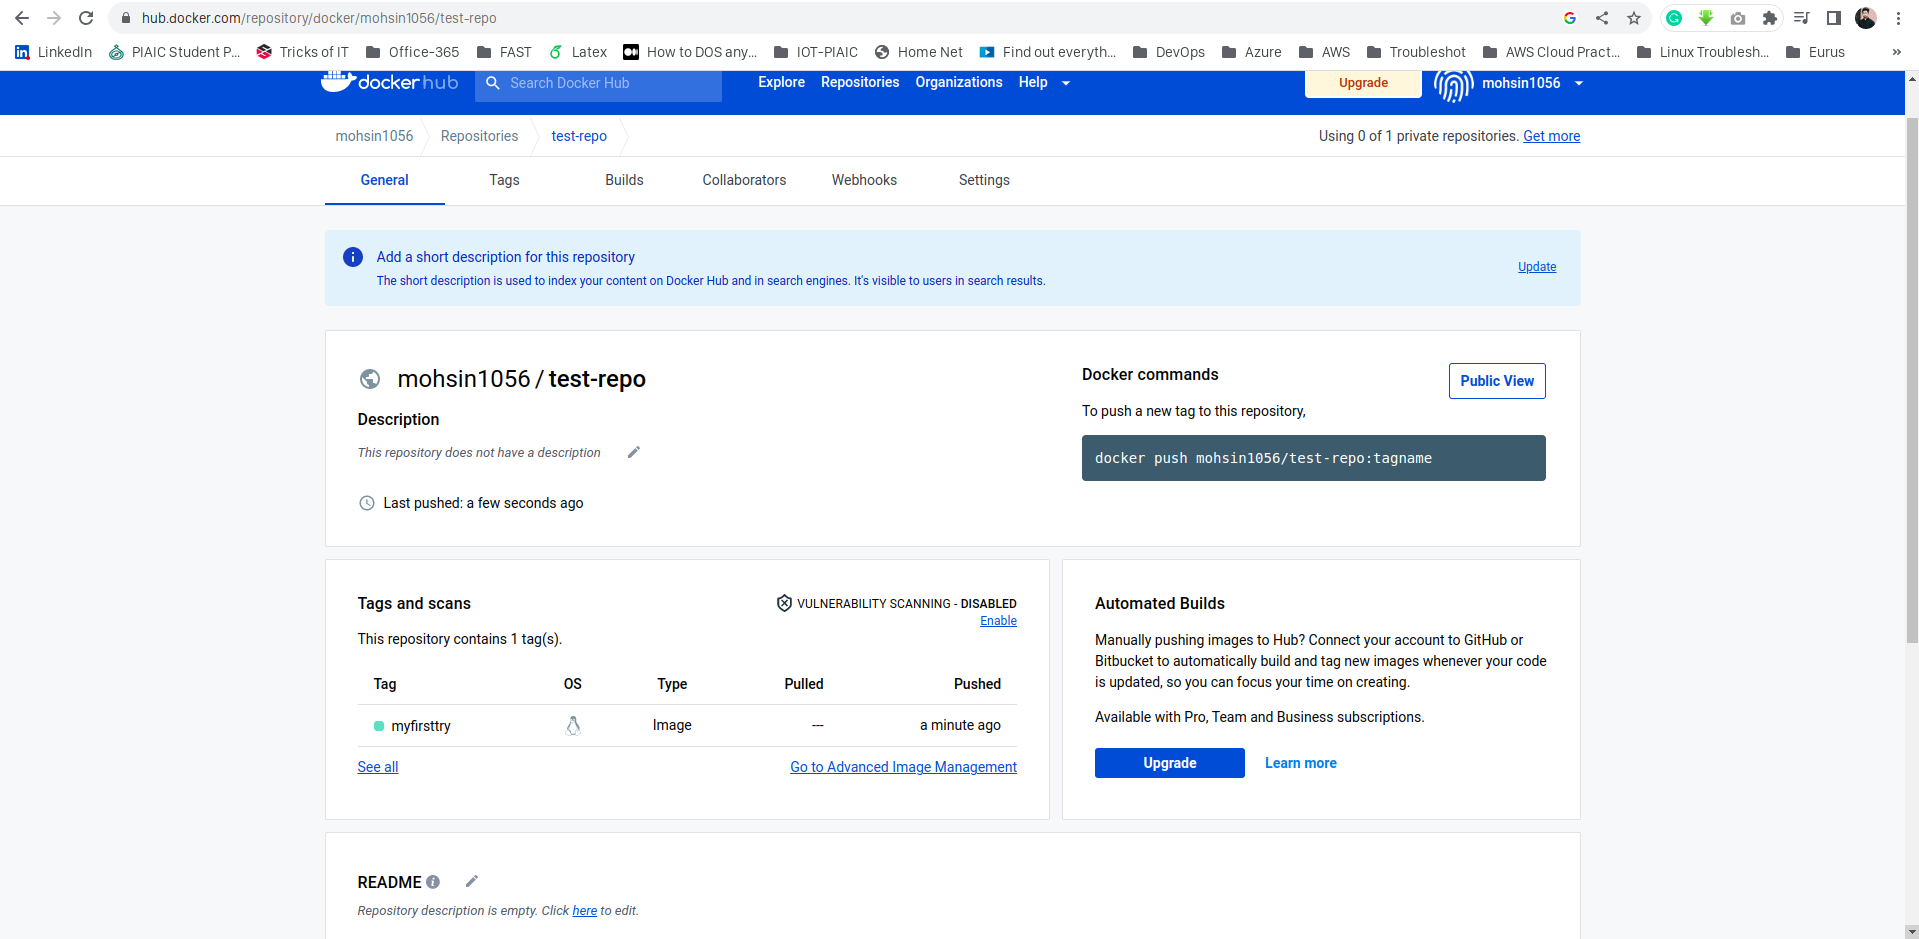 hub.docker.com/repository/docker/mohsin1056/test-repo
LinkedIn PIAIC Student P... Tricks of IT Office-365 FAST Latex How to DOS any... IOT-PIAIC Home Net Find out everyth... DevOps Azure AWS Troubleshot AWS Cloud Pract... Linux Troublesh... Eurus »
docker hub Search Docker Hub Explore Repositories Organizations Help Upgrade mohsin1056
mohsin1056 Repositories test-repo Using 0 of 1 private repositories. Get more
General Tags Builds Collaborators Webhooks Settings
Add a short description for this repository
The short description is used to index your content on Docker Hub and in search engines. It's visible to users in search results.
Update
mohsin1056 / test-repo
Description
This repository does not have a description
Last pushed: a few seconds ago
Docker commands
Public View
To push a new tag to this repository,
docker push mohsin1056/test-repo:tagname
Tags and scans
VULNERABILITY SCANNING - DISABLED
Enable
This repository contains 1 tag(s).
Tag OS Type Pulled Pushed
myfirsttry Image --- a minute ago
See all Go to Advanced Image Management
Automated Builds
Manually pushing images to Hub? Connect your account to GitHub or
Bitbucket to automatically build and tag new images whenever your code
is updated, so you can focus your time on creating.
Available with Pro, Team and Business subscriptions.
Upgrade Learn more
README
Repository description is empty. Click here to edit.